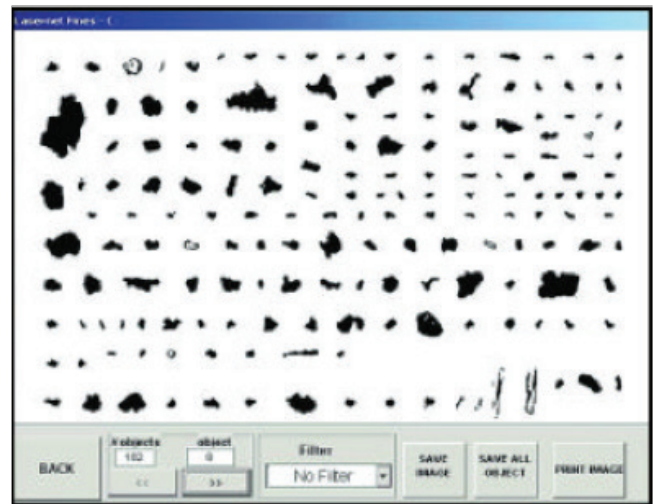 Lasernet Fines - C
# objects
182
<<
object
0
>>
Filter
No Filter
BACK
SAVE IMAGE
SAVE ALL OBJECT
PRINT IMAGE